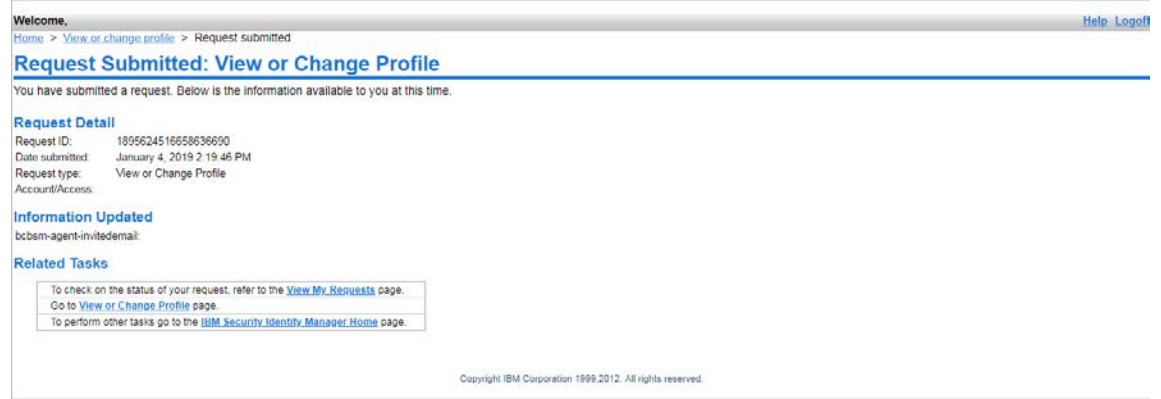 Welcome,
Help Logoff
Home > View or change profile > Request submitted
Request Submitted: View or Change Profile
You have submitted a request. Below is the information available to you at this time.
Request Detail
Request ID: 1895624516658636690
Date submitted: January 4, 2019 2:19:46 PM
Request type: View or Change Profile
Account/Access:
Information Updated
bcbsm-agent-invitedemail:
Related Tasks
To check on the status of your request, refer to the View My Requests page.
Go to View or Change Profile page.
To perform other tasks go to the IBM Security Identity Manager Home page.
Copyright IBM Corporation 1999,2012. All rights reserved.